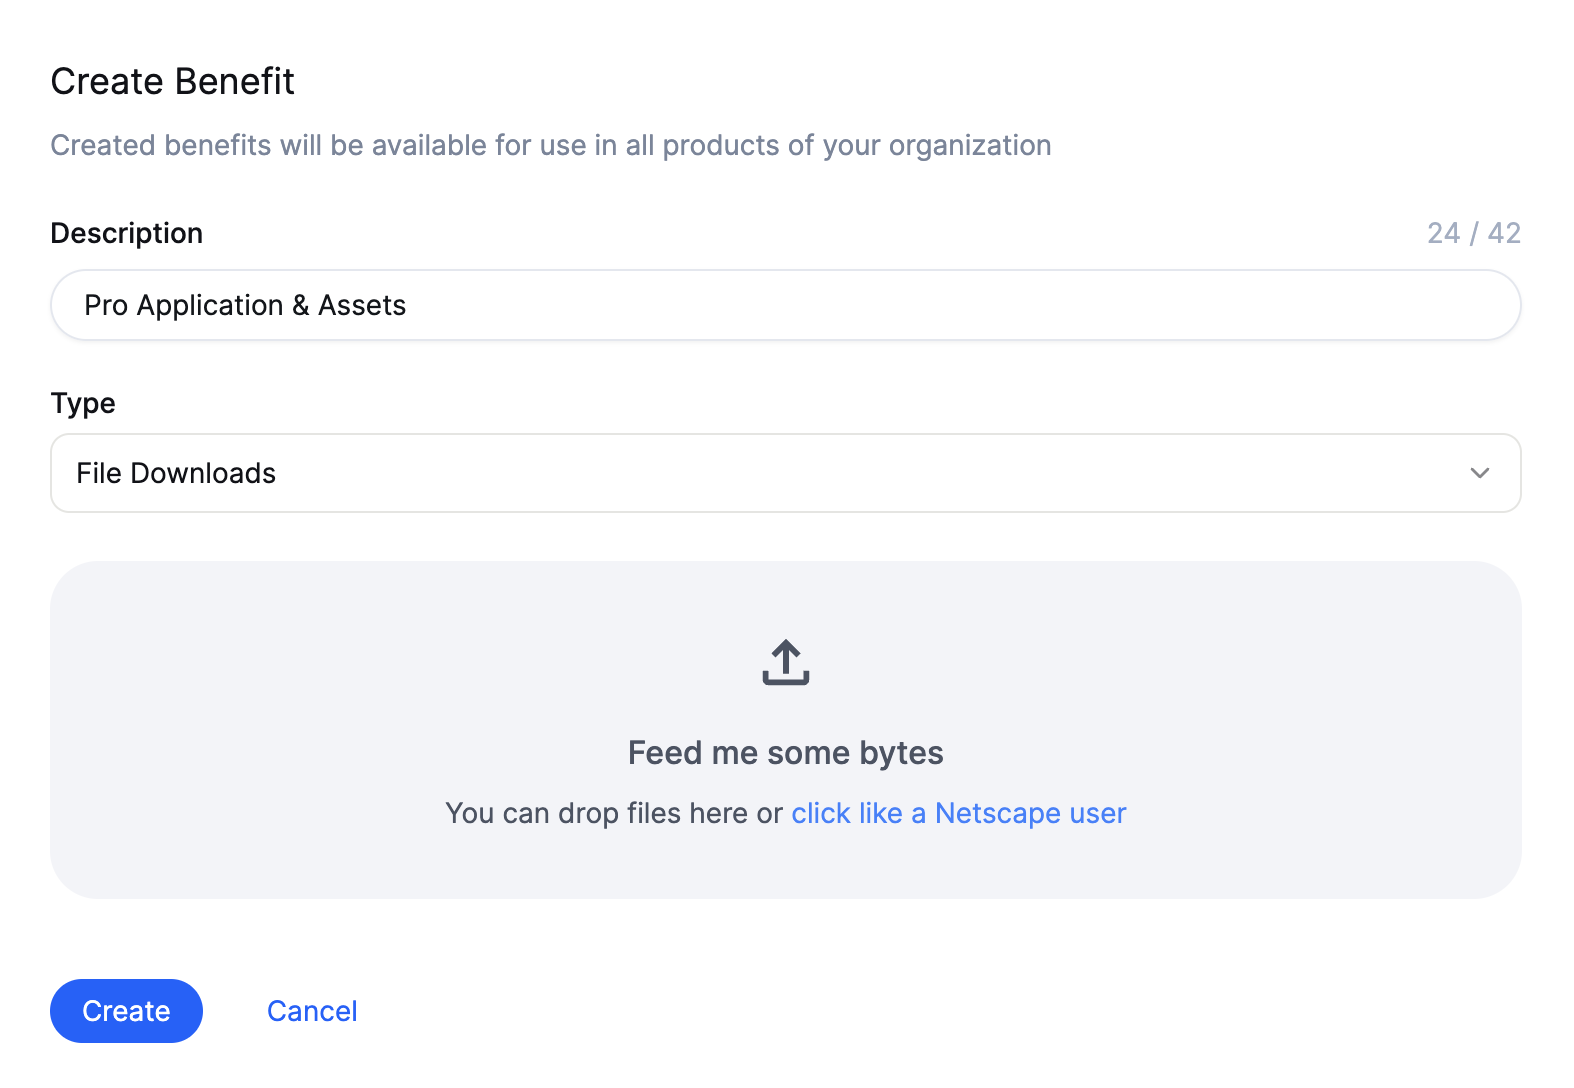 Create Benefit
Created benefits will be available for use in all products of your organization
Description
24 / 42
Pro Application & Assets
Type
File Downloads
Feed me some bytes
You can drop files here or click like a Netscape user
Create
Cancel